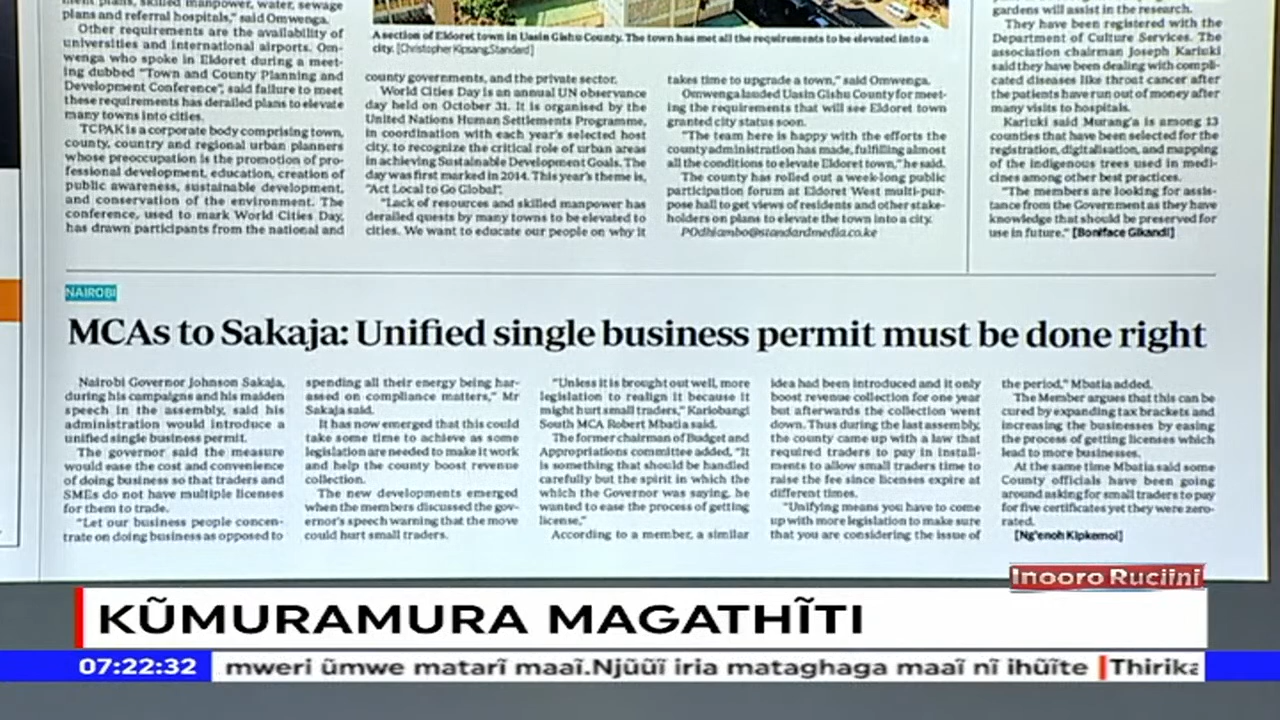 ment plans, skilled manpower, water, sewage
plans and referral hospitals," said Omwenga.
Other requirements are the availability of
universities and international airports. Om-
wenga who spoke in Eldoret during a meet-
ing dubbed "Town and County Planning and
Development Conference", said failure to meet
these requirements has derailed plans to elevate
many towns into cities.
TCPAK is a corporate body comprising town,
county, country and regional urban planners
whose preoccupation is the promotion of pro-
fessional development, education, creation of
public awareness, sustainable development,
and conservation of the environment. The
conference, used to mark World Cities Day,
has drawn participants from the national and
A section of Eldoret town in Uasin Gishu County. The town has met all the requirements to be elevated into a
city. [Christopher Kipsang, Standard]
county governments, and the private sector.
World Cities Day is an annual UN observance
day held on October 31. It is organised by the
United Nations Human Settlements Programme,
in coordination with each year's selected host
city, to recognize the critical role of urban areas
in achieving Sustainable Development Goals. The
day was first marked in 2014. This year's theme is,
"Act Local to Go Global".
"Lack of resources and skilled manpower has
derailed quests by many towns to be elevated to
cities. We want to educate our people on why it
takes time to upgrade a town," said Omwenga.
Omwenga lauded Uasin Gishu County for meet-
ing the requirements that will see Eldoret town
granted city status soon.
"The team here is happy with the efforts the
county administration has made, fulfilling almost
all the conditions to elevate Eldoret town," he said.
The county has rolled out a week-long public
participation forum at Eldoret West multi-pur-
pose hall to get views of residents and other stake-
holders on plans to elevate the town into a city.
POdhiambo@standardmedia.co.ke
gardens will assist in the research.
They have been registered with the
Department of Culture Services. The
association chairman Joseph Kariuki
said they have been dealing with compli-
cated diseases like throat cancer after
the patients have run out of money after
many visits to hospitals.
Kariuki said Murang'a is among 13
counties that have been selected for the
registration, digitalisation, and mapping
of the indigenous trees used in medi-
cines among other best practices.
"The members are looking for assis-
tance from the Government as they have
knowledge that should be preserved for
use in future." [Boniface Gikandi]
NAIROBI
MCAs to Sakaja: Unified single business permit must be done right
Nairobi Governor Johnson Sakaja,
during his campaigns and his maiden
speech in the assembly, said his
administration would introduce a
unified single business permit.
The governor said the measure
would ease the cost and convenience
of doing business so that traders and
SMEs do not have multiple licenses
for them to trade.
"Let our business people concen-
trate on doing business as opposed to
spending all their energy being har-
assed on compliance matters," Mr
Sakaja said.
It has now emerged that this could
take some time to achieve as some
legislation are needed to make it work
and help the county boost revenue
collection.
The new developments emerged
when the members discussed the gov-
ernor's speech warning that the move
could hurt small traders.
"Unless it is brought out well, more
legislation to realign it because it
might hurt small traders," Kariobangi
South MCA Robert Mbatia said.
The former chairman of Budget and
Appropriations committee added, "It
is something that should be handled
carefully but the spirit in which the
which the Governor was saying, he
wanted to ease the process of getting
license."
According to a member, a similar
idea had been introduced and it only
boost revenue collection for one year
but afterwards the collection went
down. Thus during the last assembly,
the county came up with a law that
required traders to pay in install-
ments to allow small traders time to
raise the fee since licenses expire at
different times.
"Unifying means you have to come
up with more legislation to make sure
that you are considering the issue of
the period," Mbatia added.
The Member argues that this can be
cured by expanding tax brackets and
increasing the businesses by easing
the process of getting licenses which
lead to more businesses.
At the same time Mbatia said some
County officials have been going
around asking for small traders to pay
for five certificates yet they were zero-
rated.
[Ng'enoh Kipkemoi]
Inooro Ruciini
KŨMURAMURA MAGATHĨTI
07:22:32 mweri ũmwe matarĩ maaĩ.Njũũĩ iria mataghaga maaĩ nĩ ihũĩte |Thirika